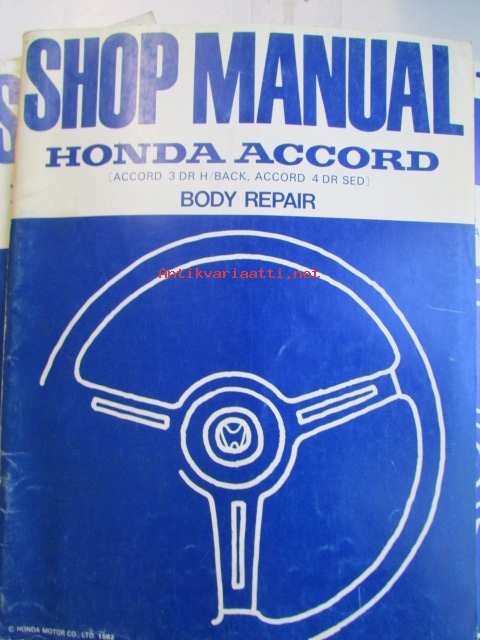 SHOP MANUAL
HONDA ACCORD
[ACCORD 3 DR H/BACK, ACCORD 4 DR SED]
BODY REPAIR
Antikvariaatti.net
© HONDA MOTOR CO., LTD. 1982